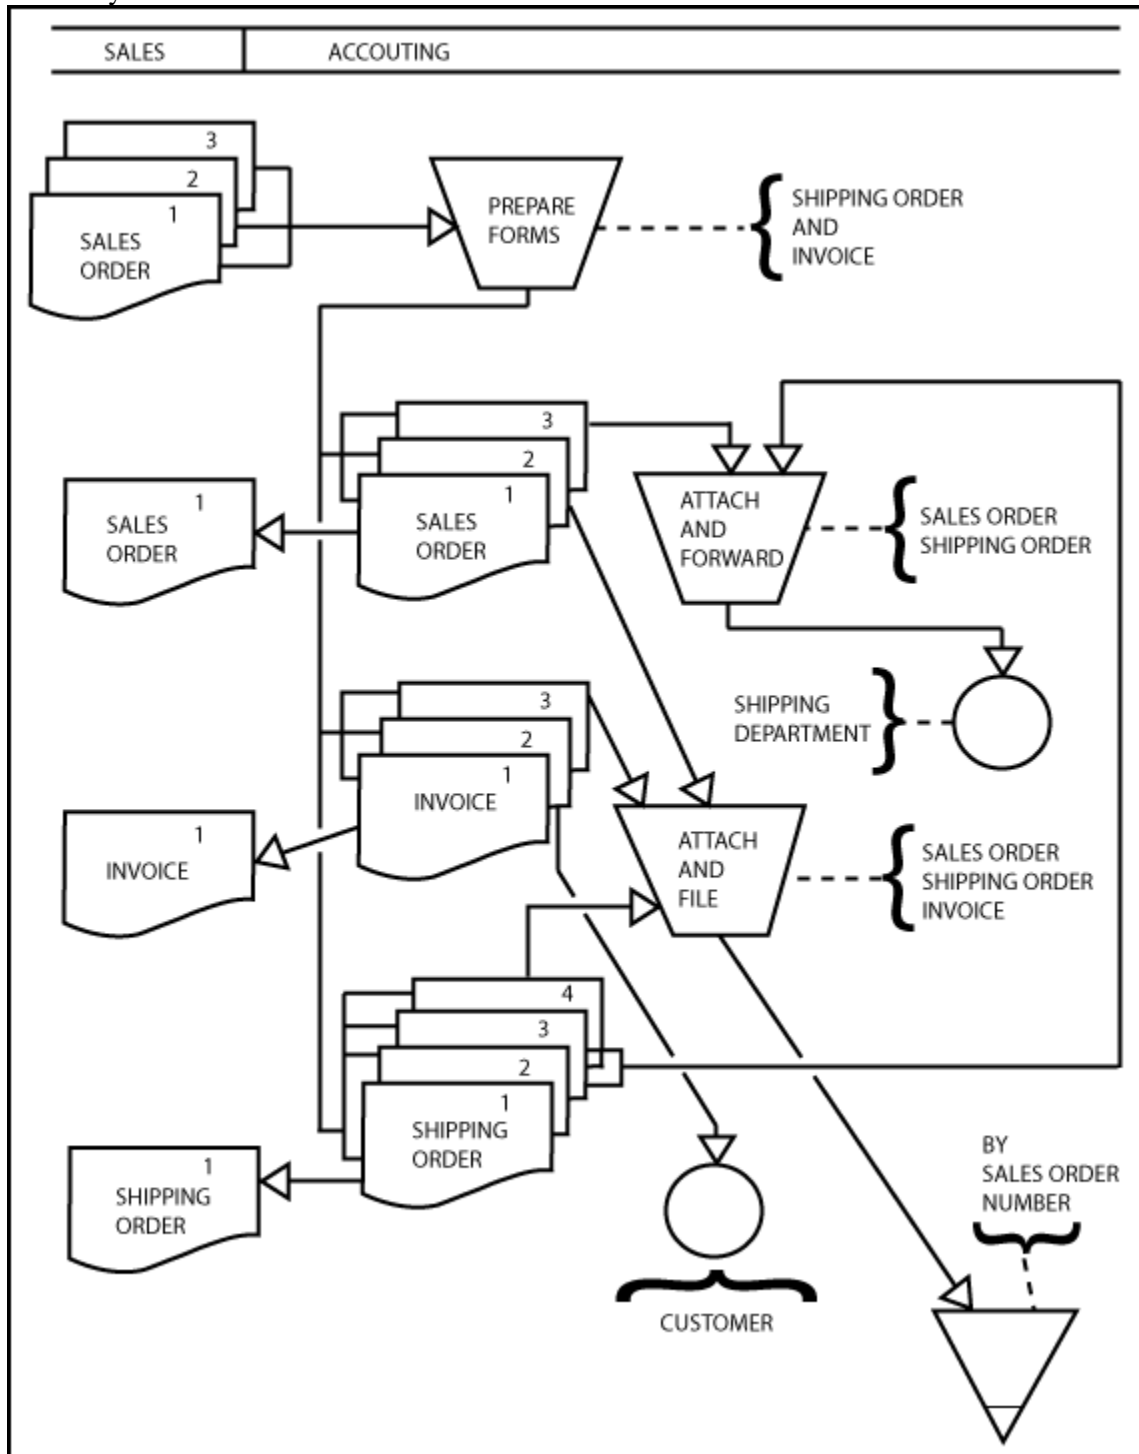 SALES
ACCOUTING
3
2
1
SALES
ORDER
PREPARE
FORMS
SHIPPING ORDER
AND
INVOICE
3
2
1
SALES
ORDER
1
SALES
ORDER
ATTACH
AND
FORWARD
SALES ORDER
SHIPPING ORDER
SHIPPING
DEPARTMENT
3
2
1
INVOICE
1
INVOICE
ATTACH
AND
FILE
SALES ORDER
SHIPPING ORDER
INVOICE
4
3
2
1
SHIPPING
ORDER
1
SHIPPING
ORDER
CUSTOMER
BY
SALES ORDER
NUMBER